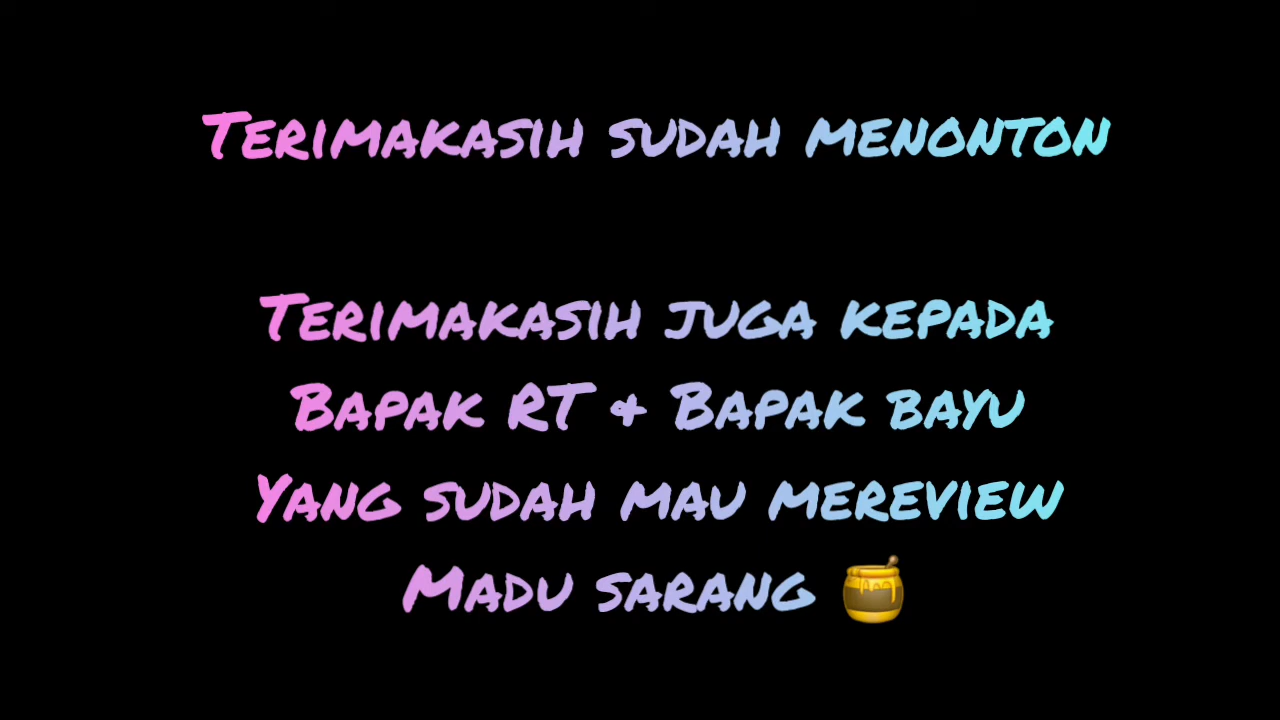 Terimakasih sudah menonton
Terimakasih juga kepada
Bapak RT & Bapak bayu
Yang sudah mau mereview
Madu sarang 🍯